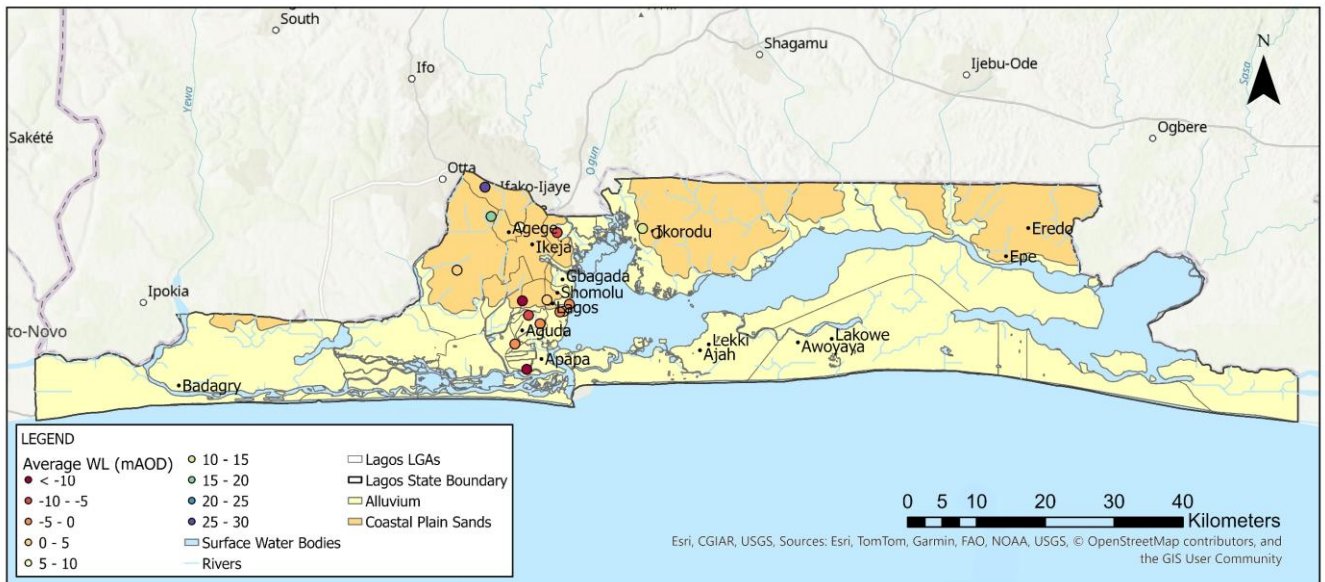 South
Ifo
Shagamu
Ijebu-Ode
N
Yewa
Sasa
Sakété
Ogbere
Otta
Ogun
Ifako-Ijaye
Agege
Ikorodu
Ikeja
Eredo
Epe
Gbagada
Ipokia
Shomolu
Lagos
to-Novo
Aguda
Lekki
Lakowe
Ajah
Awoyaya
Apapa
Badagry
LEGEND
Average WL (mAOD)
< -10
-10 - -5
-5 - 0
0 - 5
5 - 10
10 - 15
15 - 20
20 - 25
25 - 30
Surface Water Bodies
Rivers
Lagos LGAs
Lagos State Boundary
Alluvium
Coastal Plain Sands
0 5 10 20 30 40
Kilometers
Esri, CGIAR, USGS, Sources: Esri, TomTom, Garmin, FAO, NOAA, USGS, © OpenStreetMap contributors, and
the GIS User Community